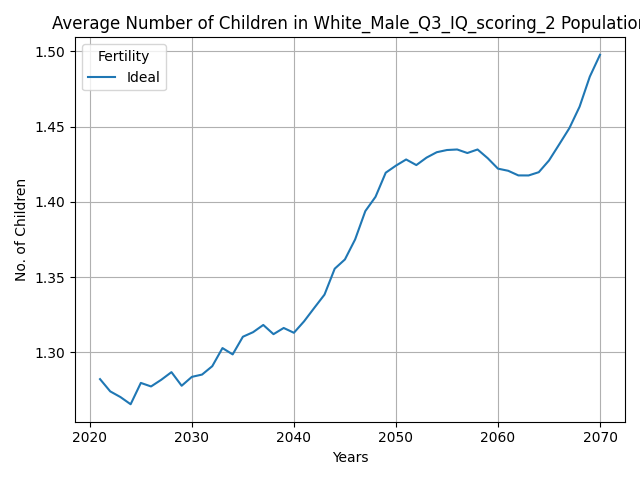 Average Number of Children in White_Male_Q3_IQ_scoring_2 Population
Fertility
Ideal
1.50
1.45
1.40
1.35
1.30
No. of Children
2020 2030 2040 2050 2060 2070
Years